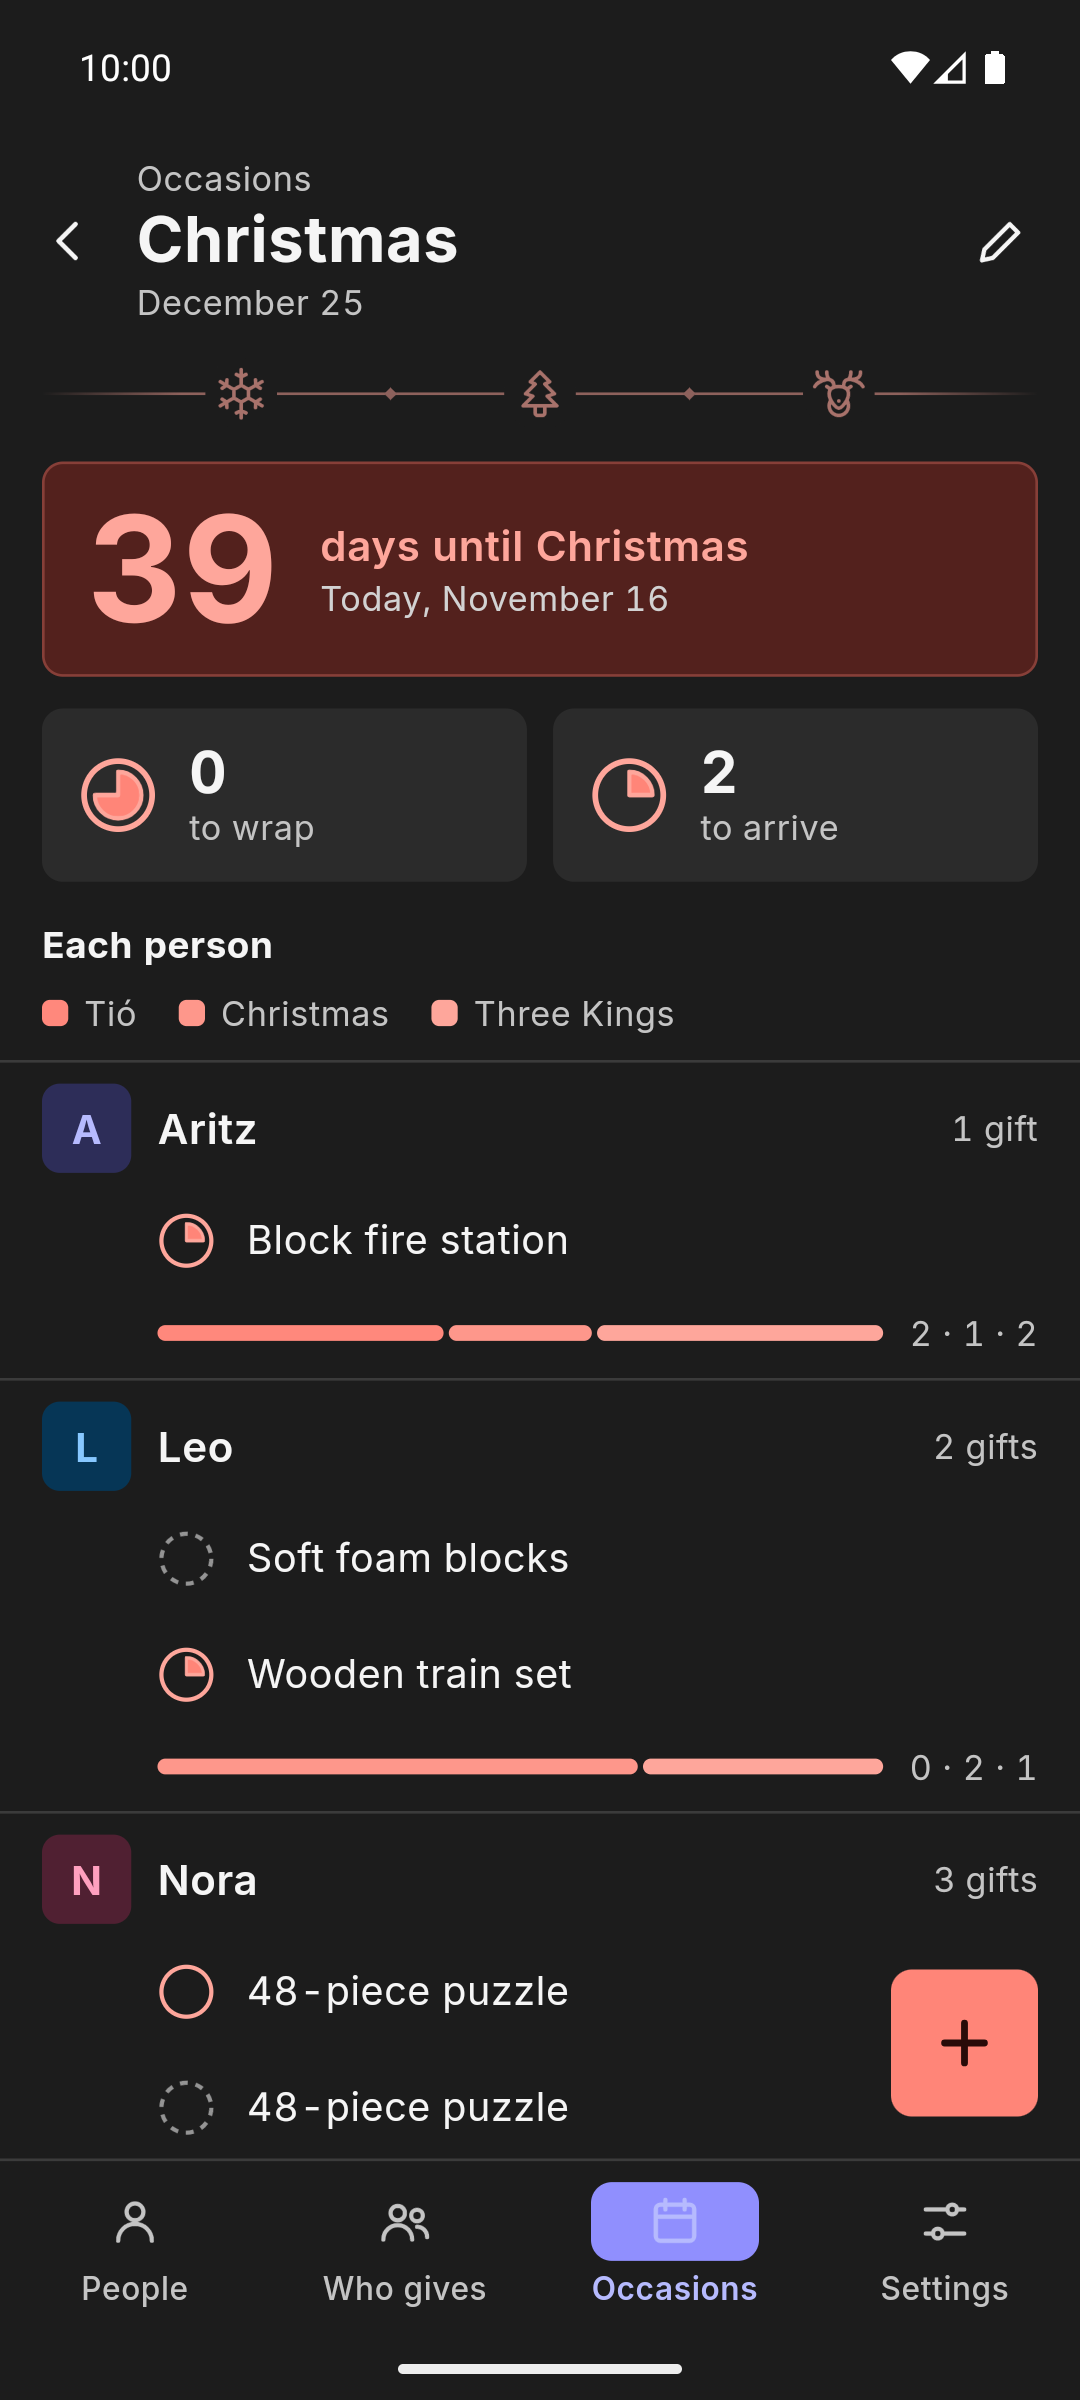 10:00
Occasions
Christmas
December 25
39
days until Christmas
Today, November 16
0
to wrap
2
to arrive
Each person
Tió
Christmas
Three Kings
A
Aritz
1 gift
Block fire station
2 · 1 · 2
L
Leo
2 gifts
Soft foam blocks
Wooden train set
0 · 2 · 1
N
Nora
3 gifts
48-piece puzzle
48-piece puzzle
People
Who gives
Occasions
Settings